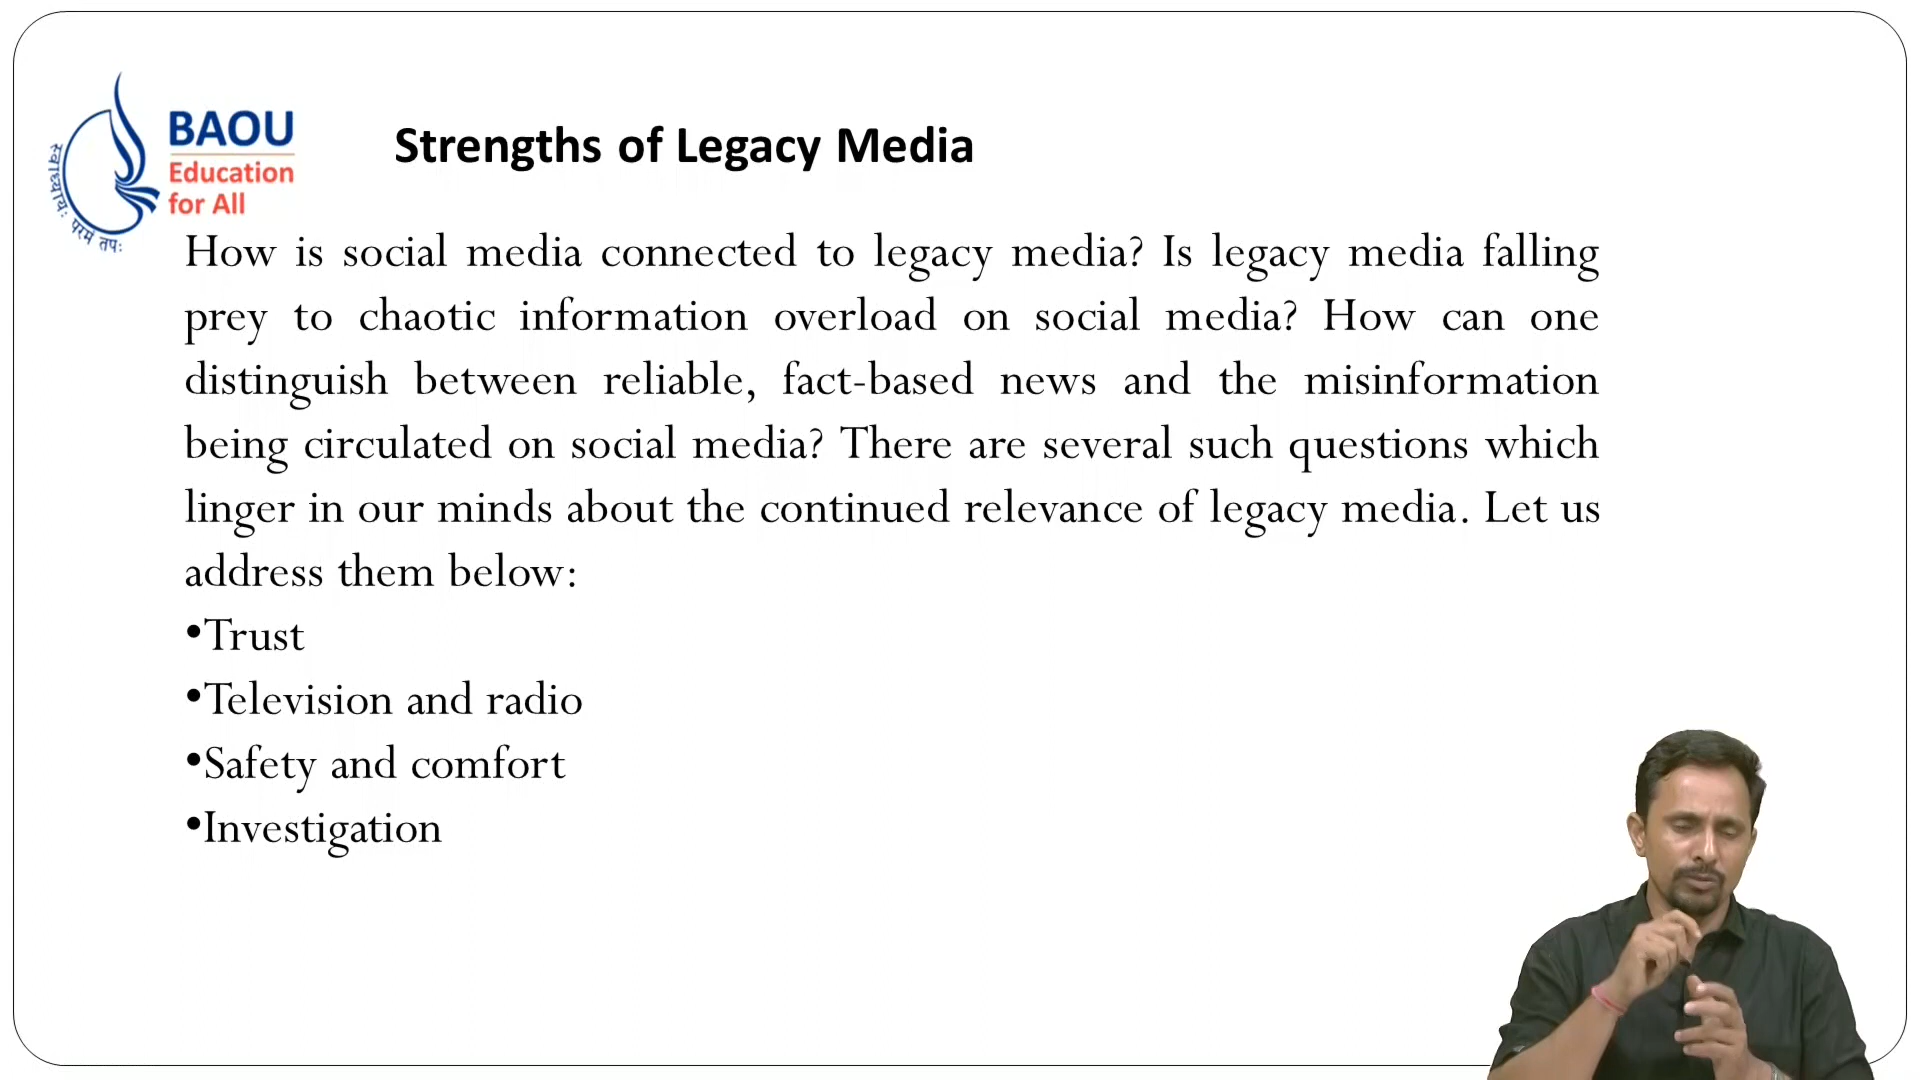 BAOU
Education
for All
स्वाध्यायः परमं तपः
Strengths of Legacy Media
How is social media connected to legacy media? Is legacy media falling
prey to chaotic information overload on social media? How can one
distinguish between reliable, fact-based news and the misinformation
being circulated on social media? There are several such questions which
linger in our minds about the continued relevance of legacy media. Let us
address them below:
•Trust
•Television and radio
•Safety and comfort
•Investigation